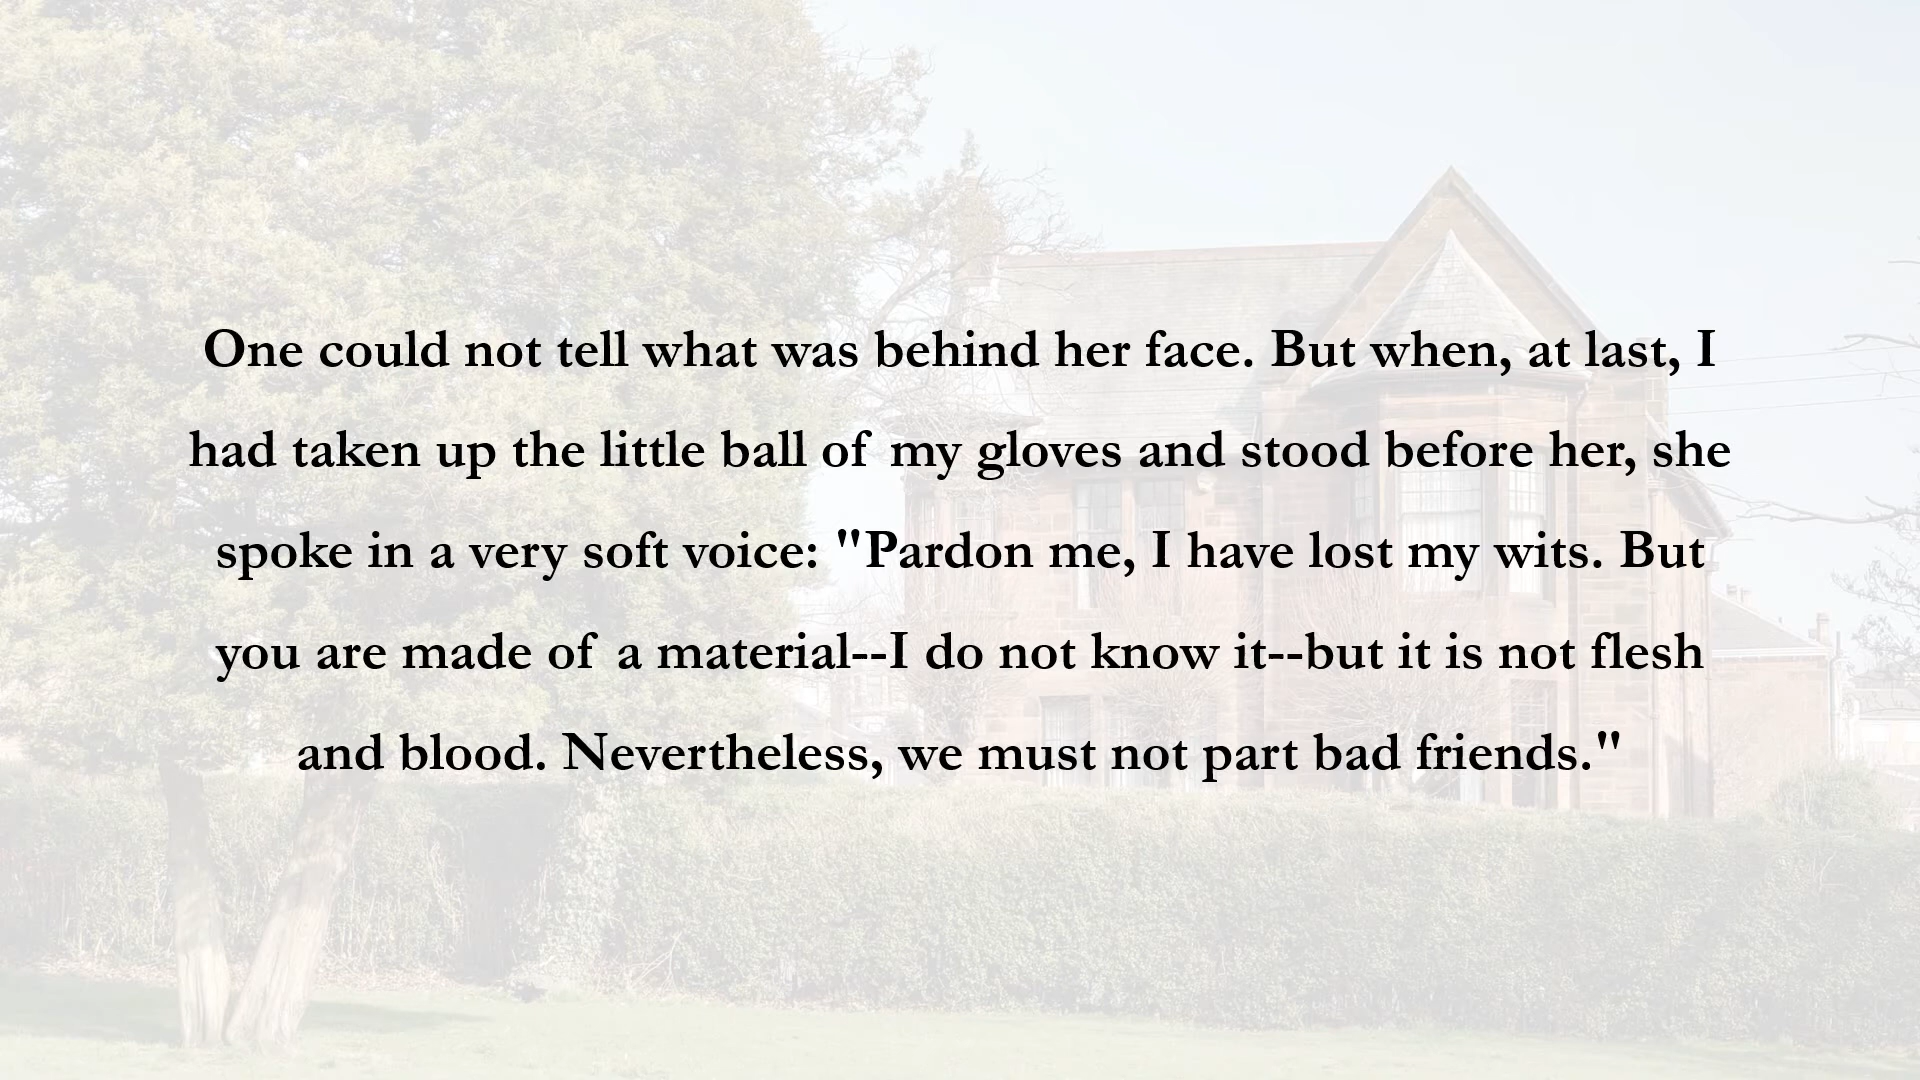 One could not tell what was behind her face. But when, at last, I
had taken up the little ball of my gloves and stood before her, she
spoke in a very soft voice: "Pardon me, I have lost my wits. But
you are made of a material--I do not know it--but it is not flesh
and blood. Nevertheless, we must not part bad friends."